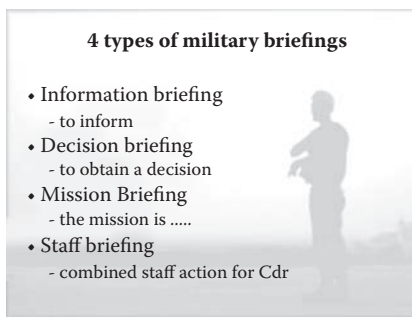 4 types of military briefings
• Information briefing
- to inform
• Decision briefing
- to obtain a decision
• Mission Briefing
- the mission is .....
• Staff briefing
- combined staff action for Cdr